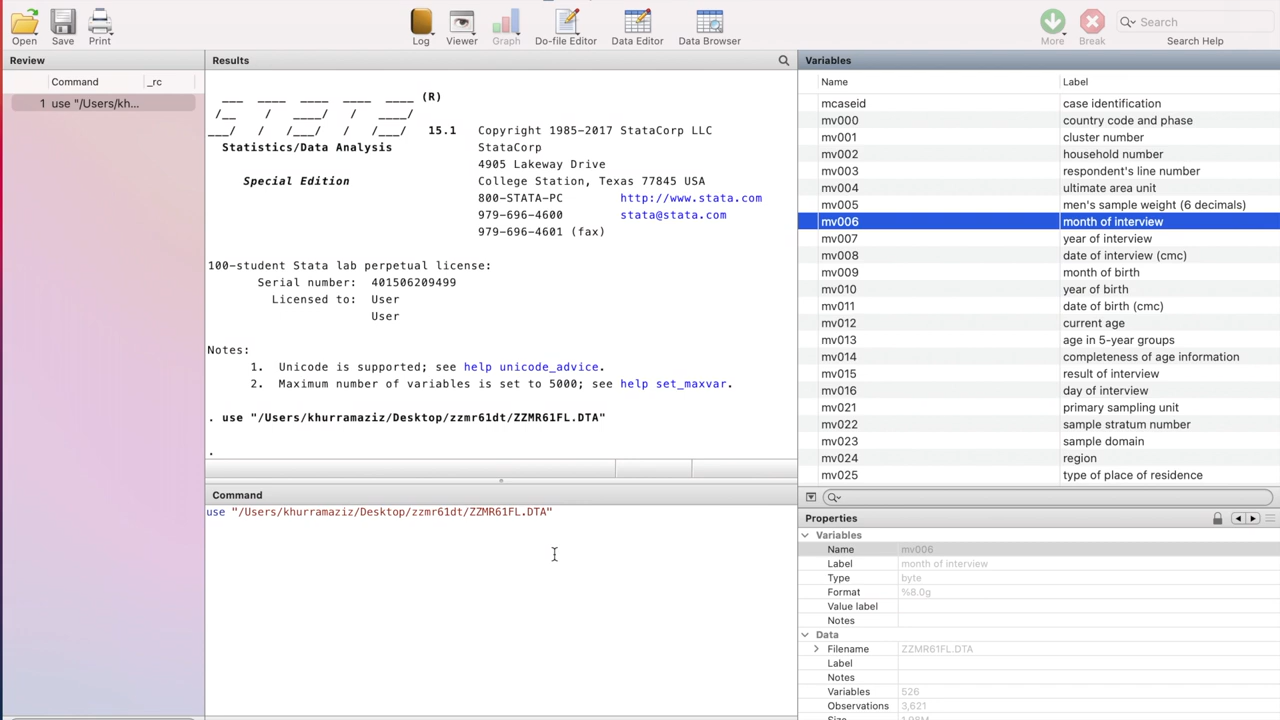 Open Save Print Log Viewer Graph Do-file Editor Data Editor Data Browser More Break Search Search Help
Review
Command _rc
1 use "/Users/kh...
Results
___ ____ ____ ____ ____ (R)
/__ / ____/ / ____/
___/ / /___/ / /___/ 15.1 Copyright 1985-2017 StataCorp LLC
Statistics/Data Analysis StataCorp
4905 Lakeway Drive
Special Edition College Station, Texas 77845 USA
800-STATA-PC http://www.stata.com
979-696-4600 stata@stata.com
979-696-4601 (fax)
100-student Stata lab perpetual license:
Serial number: 401506209499
Licensed to: User
User
Notes:
1. Unicode is supported; see help unicode_advice.
2. Maximum number of variables is set to 5000; see help set_maxvar.
. use "/Users/khurramaziz/Desktop/zzmr61dt/ZZMR61FL.DTA"
.
Command
use "/Users/khurramaziz/Desktop/zzmr61dt/ZZMR61FL.DTA"
Variables
Name Label
mcaseid case identification
mv000 country code and phase
mv001 cluster number
mv002 household number
mv003 respondent's line number
mv004 ultimate area unit
mv005 men's sample weight (6 decimals)
mv006 month of interview
mv007 year of interview
mv008 date of interview (cmc)
mv009 month of birth
mv010 year of birth
mv011 date of birth (cmc)
mv012 current age
mv013 age in 5-year groups
mv014 completeness of age information
mv015 result of interview
mv016 day of interview
mv021 primary sampling unit
mv022 sample stratum number
mv023 sample domain
mv024 region
mv025 type of place of residence
Properties
Variables
Name mv006
Label month of interview
Type byte
Format %8.0g
Value label
Notes
Data
Filename ZZMR61FL.DTA
Label
Notes
Variables 526
Observations 3,621
Size 1.98M